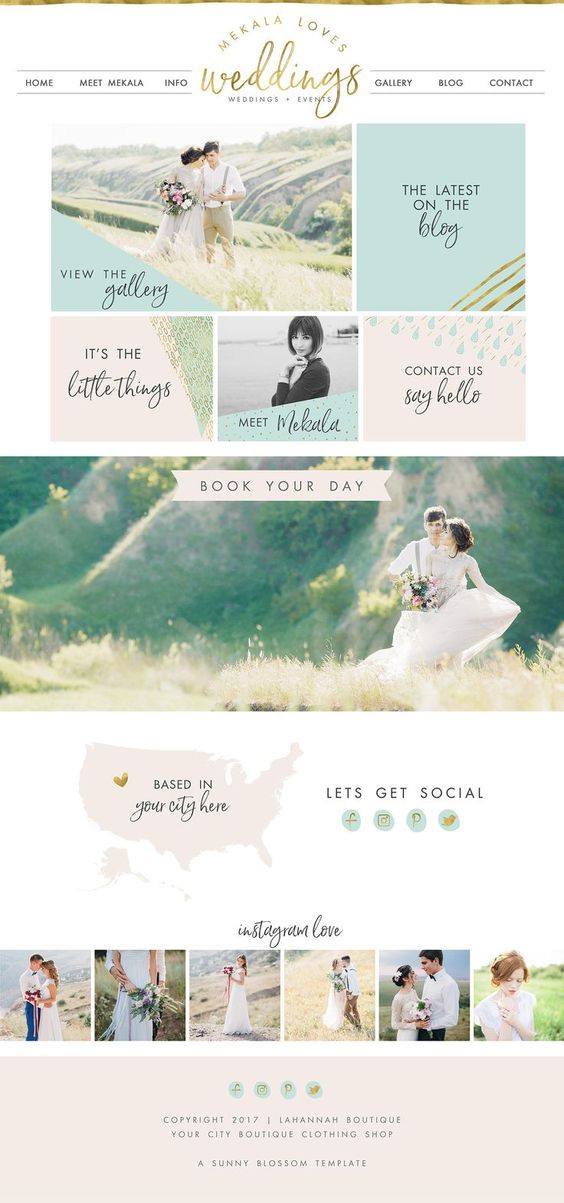 MEKALA LOVES
weddings
WEDDINGS + EVENTS
HOME MEET MEKALA INFO GALLERY BLOG CONTACT
VIEW THE
gallery
THE LATEST
ON THE
blog
IT'S THE
little things
MEET Mekala
CONTACT US
say hello
BOOK YOUR DAY
BASED IN
your city here
LETS GET SOCIAL
instagram love
COPYRIGHT 2017 | LAHANNAH BOUTIQUE
YOUR CITY BOUTIQUE CLOTHING SHOP
A SUNNY BLOSSOM TEMPLATE